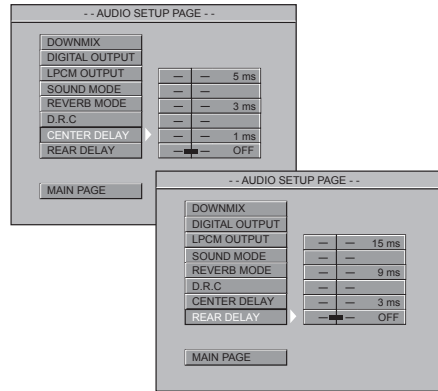 - - AUDIO SETUP PAGE - -
DOWNMIX
DIGITAL OUTPUT
LPCM OUTPUT
SOUND MODE
REVERB MODE
D.R.C
CENTER DELAY
REAR DELAY
5 ms
3 ms
1 ms
OFF
MAIN PAGE
- - AUDIO SETUP PAGE - -
DOWNMIX
DIGITAL OUTPUT
LPCM OUTPUT
SOUND MODE
REVERB MODE
D.R.C
CENTER DELAY
REAR DELAY
15 ms
9 ms
3 ms
OFF
MAIN PAGE